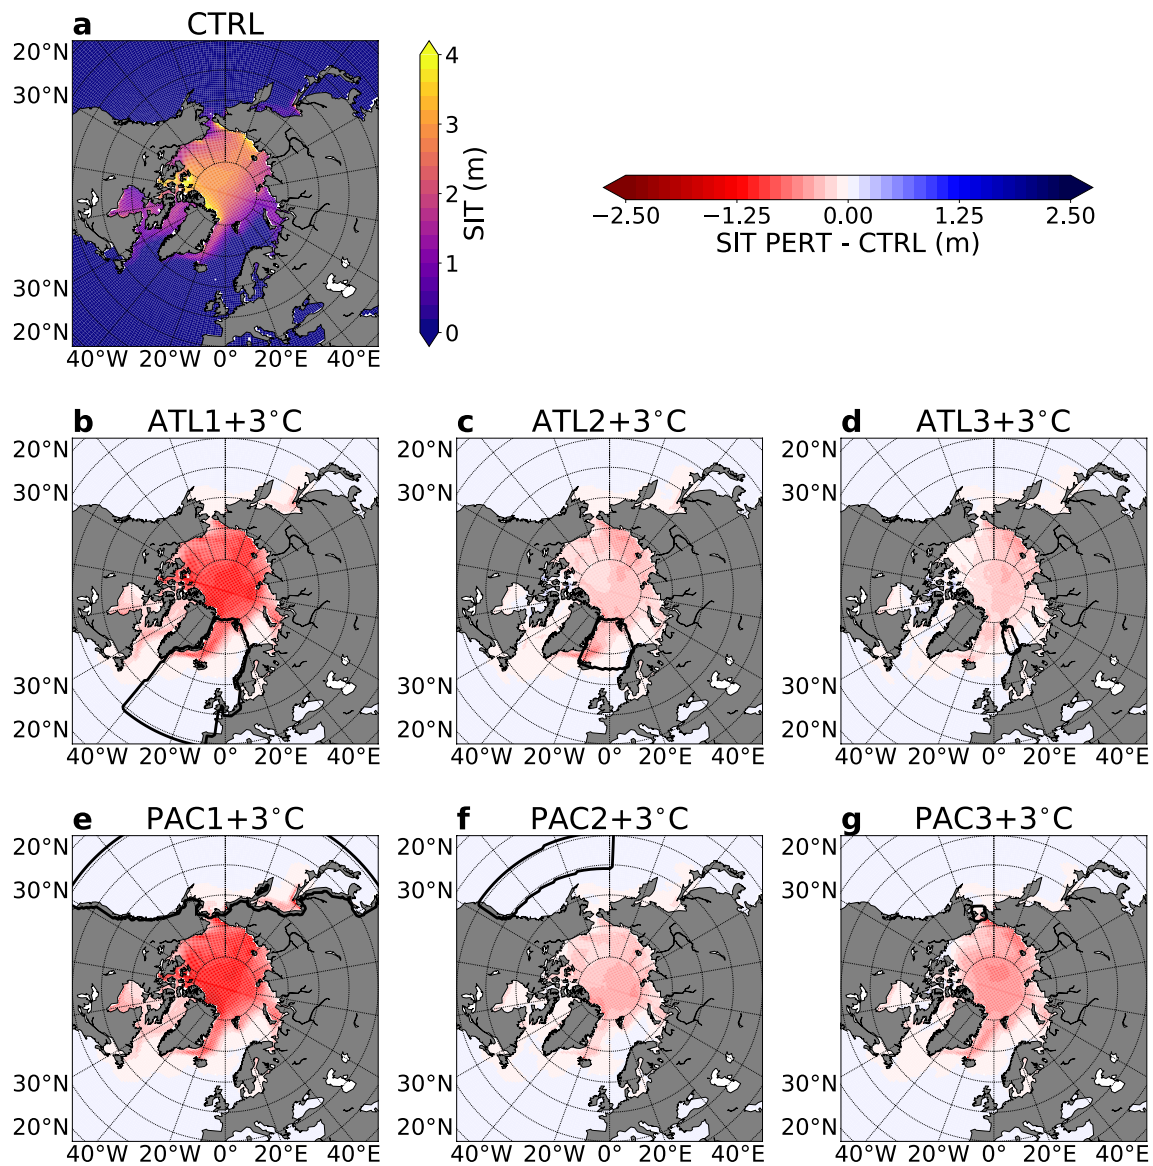 a CTRL
20°N
30°N
30°N
20°N
40°W 20°W 0° 20°E 40°E
4
3
2
1
0
SIT (m)
−2.50 −1.25 0.00 1.25 2.50
SIT PERT - CTRL (m)
b ATL1+3°C
20°N
30°N
30°N
20°N
40°W 20°W 0° 20°E 40°E
c ATL2+3°C
20°N
30°N
30°N
20°N
40°W 20°W 0° 20°E 40°E
d ATL3+3°C
20°N
30°N
30°N
20°N
40°W 20°W 0° 20°E 40°E
e PAC1+3°C
20°N
30°N
30°N
20°N
40°W 20°W 0° 20°E 40°E
f PAC2+3°C
20°N
30°N
30°N
20°N
40°W 20°W 0° 20°E 40°E
g PAC3+3°C
20°N
30°N
30°N
20°N
40°W 20°W 0° 20°E 40°E